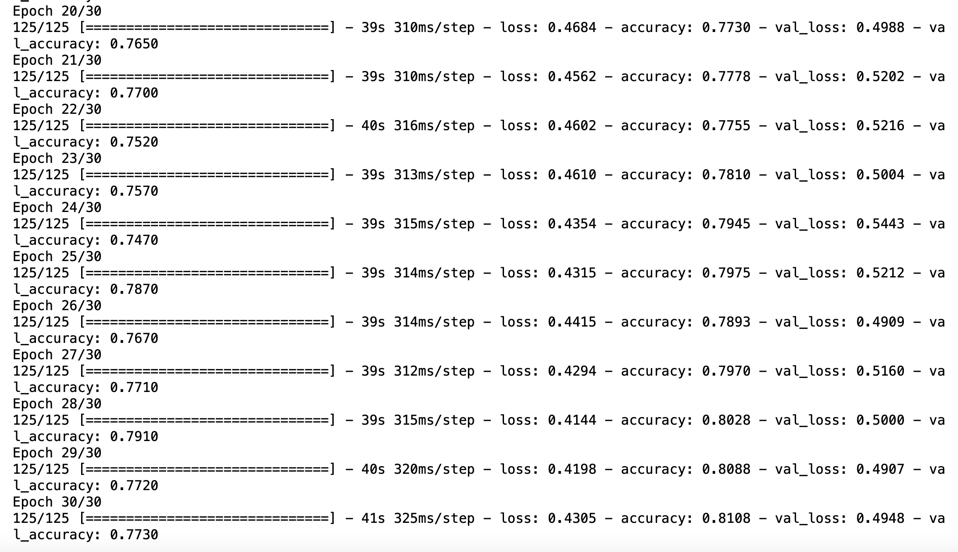 Epoch 20/30
125/125 [==============================] - 39s 310ms/step - loss: 0.4684 - accuracy: 0.7730 - val_loss: 0.4988 - va
l_accuracy: 0.7650
Epoch 21/30
125/125 [==============================] - 39s 310ms/step - loss: 0.4562 - accuracy: 0.7778 - val_loss: 0.5202 - va
l_accuracy: 0.7700
Epoch 22/30
125/125 [==============================] - 40s 316ms/step - loss: 0.4602 - accuracy: 0.7755 - val_loss: 0.5216 - va
l_accuracy: 0.7520
Epoch 23/30
125/125 [==============================] - 39s 313ms/step - loss: 0.4610 - accuracy: 0.7810 - val_loss: 0.5004 - va
l_accuracy: 0.7570
Epoch 24/30
125/125 [==============================] - 39s 315ms/step - loss: 0.4354 - accuracy: 0.7945 - val_loss: 0.5443 - va
l_accuracy: 0.7470
Epoch 25/30
125/125 [==============================] - 39s 314ms/step - loss: 0.4315 - accuracy: 0.7975 - val_loss: 0.5212 - va
l_accuracy: 0.7870
Epoch 26/30
125/125 [==============================] - 39s 314ms/step - loss: 0.4415 - accuracy: 0.7893 - val_loss: 0.4909 - va
l_accuracy: 0.7670
Epoch 27/30
125/125 [==============================] - 39s 312ms/step - loss: 0.4294 - accuracy: 0.7970 - val_loss: 0.5160 - va
l_accuracy: 0.7710
Epoch 28/30
125/125 [==============================] - 39s 315ms/step - loss: 0.4144 - accuracy: 0.8028 - val_loss: 0.5000 - va
l_accuracy: 0.7910
Epoch 29/30
125/125 [==============================] - 40s 320ms/step - loss: 0.4198 - accuracy: 0.8088 - val_loss: 0.4907 - va
l_accuracy: 0.7720
Epoch 30/30
125/125 [==============================] - 41s 325ms/step - loss: 0.4305 - accuracy: 0.8108 - val_loss: 0.4948 - va
l_accuracy: 0.7730